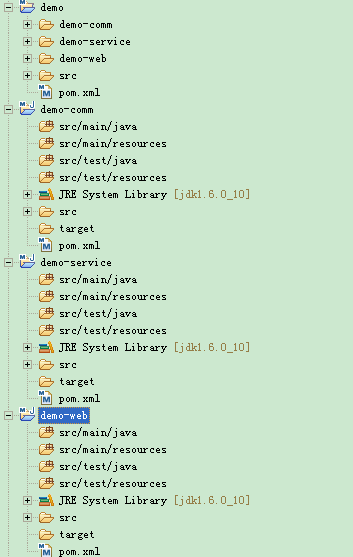 demo
demo-comm
demo-service
demo-web
src
pom.xml
demo-comm
src/main/java
src/main/resources
src/test/java
src/test/resources
JRE System Library [jdk1.6.0_10]
src
target
pom.xml
demo-service
src/main/java
src/main/resources
src/test/java
src/test/resources
JRE System Library [jdk1.6.0_10]
src
target
pom.xml
demo-web
src/main/java
src/main/resources
src/test/java
src/test/resources
JRE System Library [jdk1.6.0_10]
src
target
pom.xml